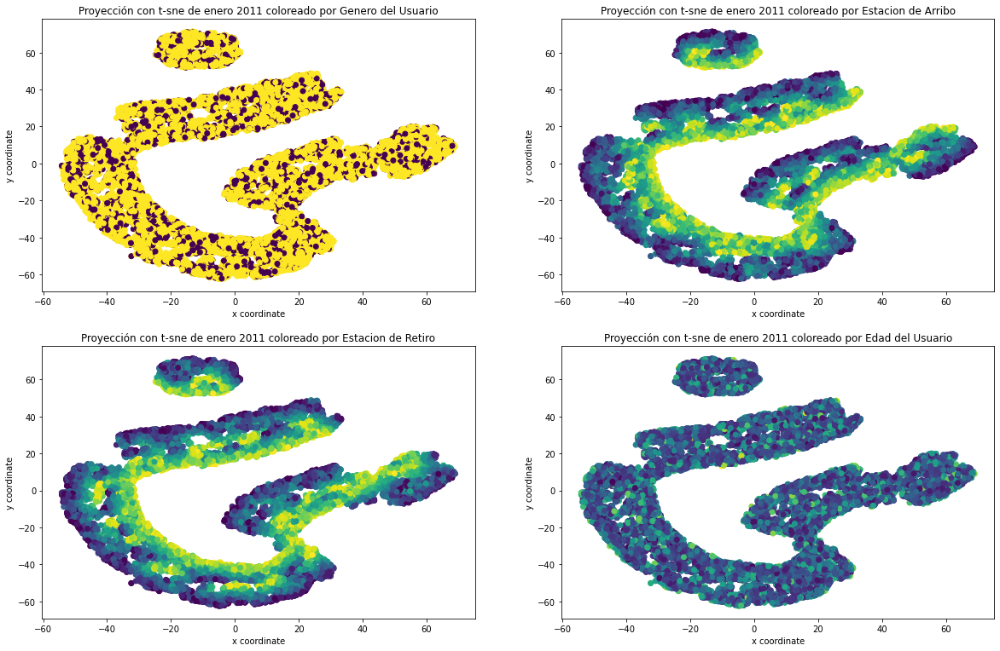 Proyección con t-sne de enero 2011 coloreado por Genero del Usuario
60
40
20
0
−20
−40
−60
y coordinate
−60 −40 −20 0 20 40 60
x coordinate
Proyección con t-sne de enero 2011 coloreado por Estacion de Arribo
60
40
20
0
−20
−40
−60
y coordinate
−60 −40 −20 0 20 40 60
x coordinate
Proyección con t-sne de enero 2011 coloreado por Estacion de Retiro
60
40
20
0
−20
−40
−60
y coordinate
−60 −40 −20 0 20 40 60
x coordinate
Proyección con t-sne de enero 2011 coloreado por Edad del Usuario
60
40
20
0
−20
−40
−60
y coordinate
−60 −40 −20 0 20 40 60
x coordinate